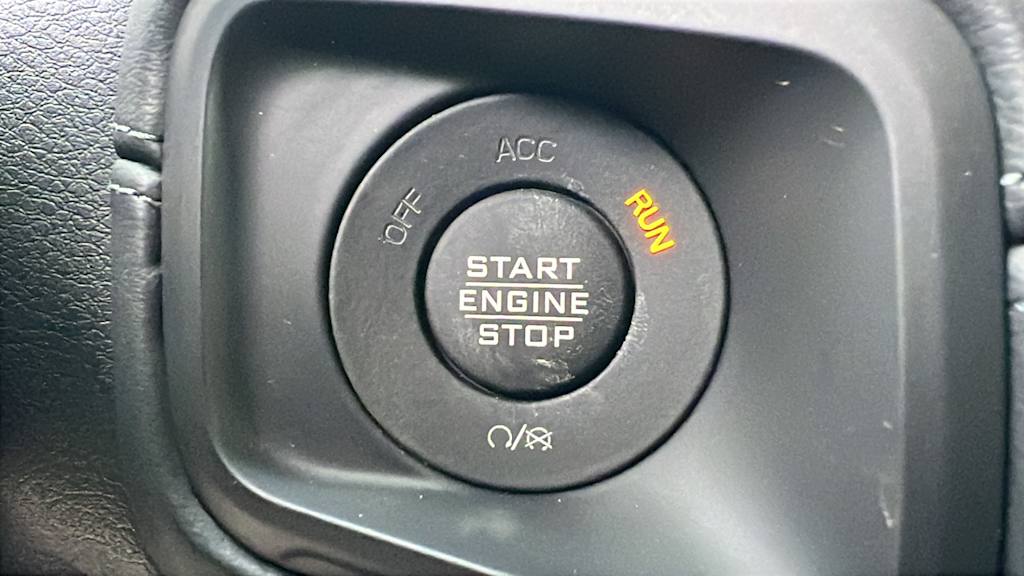 ACC
OFF
RUN
START
ENGINE
STOP